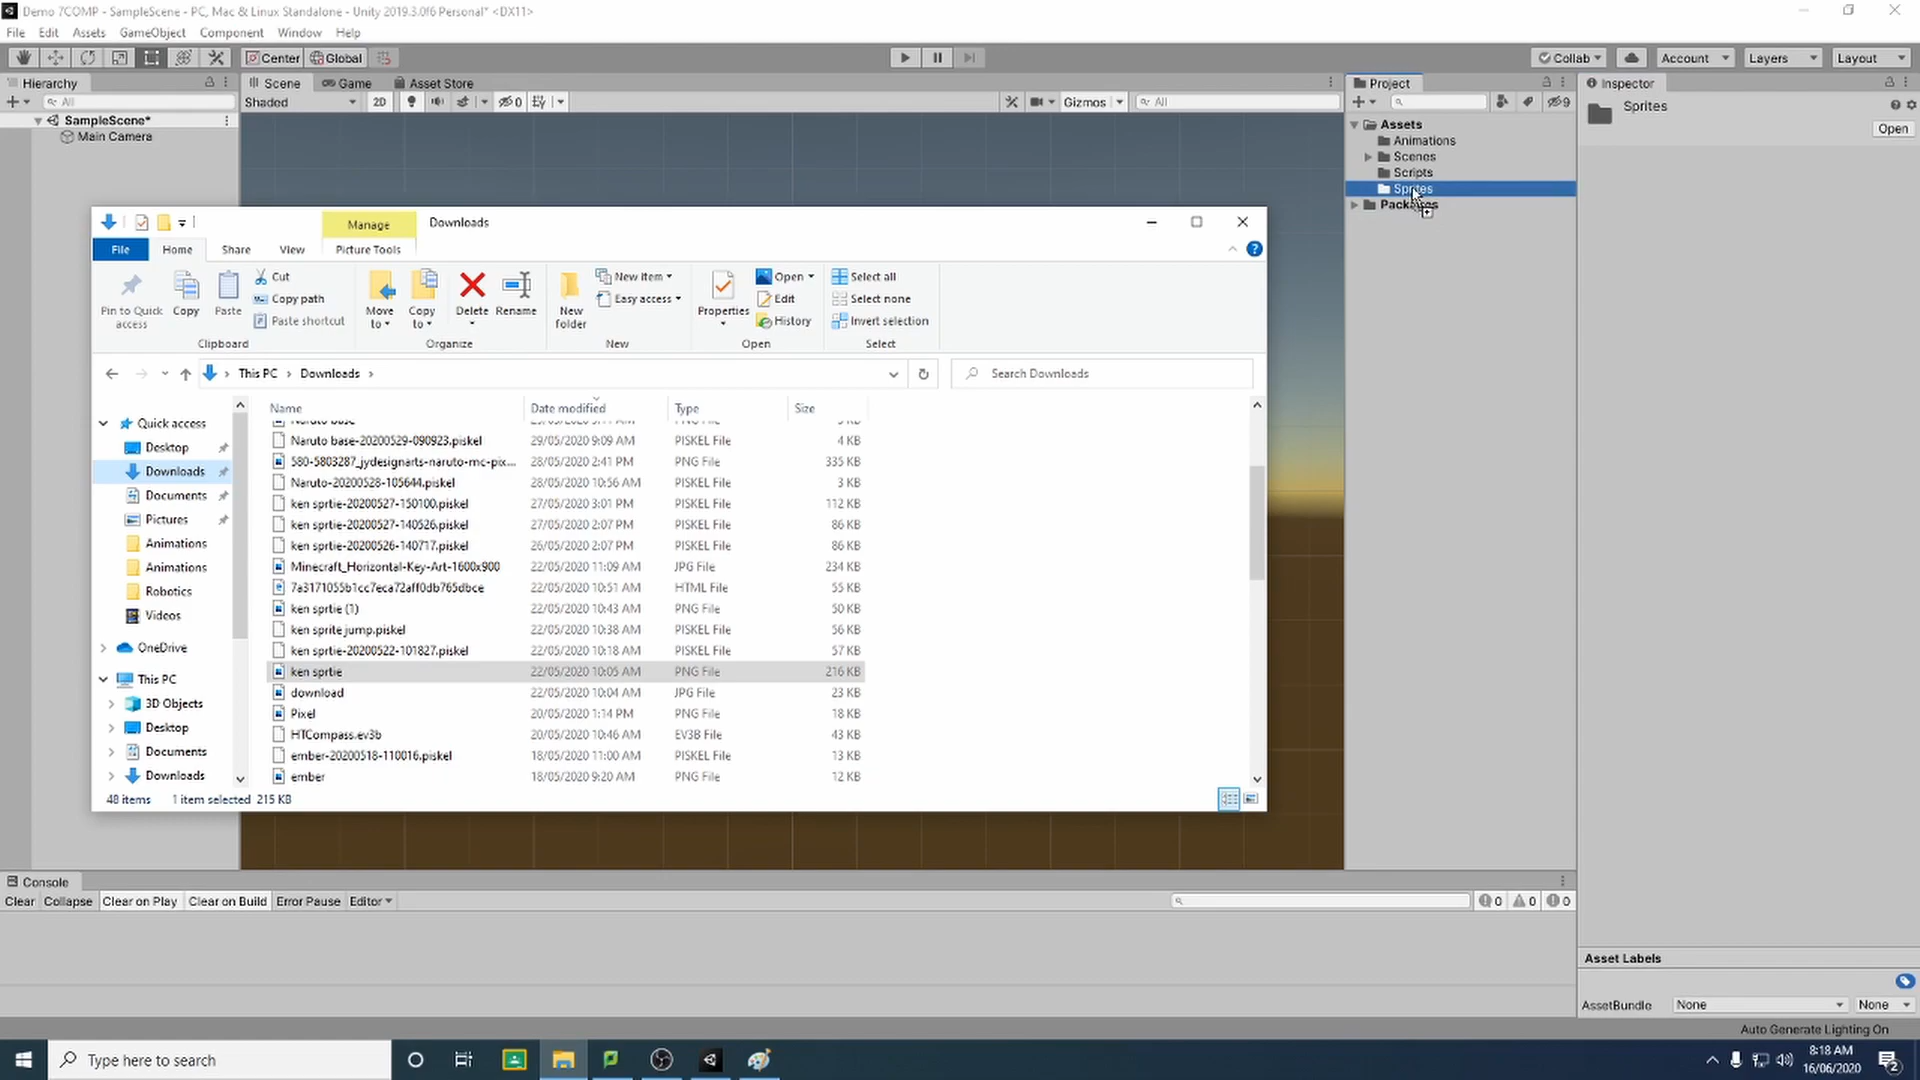 Demo 7COMP - SampleScene - PC, Mac & Linux Standalone - Unity 2019.3.0f6 Personal* <DX11>
File Edit Assets GameObject Component Window Help
Center Global Collab Account Layers Layout
Hierarchy
All
SampleScene*
Main Camera
Scene Game Asset Store
Shaded 2D 0 Gizmos All
Project
9
Assets
Animations
Scenes
Scripts
Sprites
Packages
Inspector
Sprites
Open
Manage Downloads
File Home Share View Picture Tools
Pin to Quick access
Copy
Paste
Cut
Copy path
Paste shortcut
Clipboard
Move to
Copy to
Delete
Rename
Organize
New folder
New item
Easy access
New
Properties
Open
Edit
History
Open
Select all
Select none
Invert selection
Select
This PC > Downloads >
Search Downloads
Quick access
Desktop
Downloads
Documents
Pictures
Animations
Animations
Robotics
Videos
OneDrive
This PC
3D Objects
Desktop
Documents
Downloads
Name Date modified Type Size
Naruto base-20200529-090923.piskel 29/05/2020 9:09 AM PISKEL File 4 KB
580-5803287_jydesignarts-naruto-mc-pix... 28/05/2020 2:41 PM PNG File 335 KB
Naruto-20200528-105644.piskel 28/05/2020 10:56 AM PISKEL File 3 KB
ken sprtie-20200527-150100.piskel 27/05/2020 3:01 PM PISKEL File 112 KB
ken sprtie-20200527-140526.piskel 27/05/2020 2:07 PM PISKEL File 86 KB
ken sprtie-20200526-140717.piskel 26/05/2020 2:07 PM PISKEL File 86 KB
Minecraft_Horizontal-Key-Art-1600x900 22/05/2020 11:09 AM JPG File 234 KB
7a3171055b1cc7eca72aff0db765dbce 22/05/2020 10:51 AM HTML File 55 KB
ken sprtie (1) 22/05/2020 10:43 AM PNG File 50 KB
ken sprite jump.piskel 22/05/2020 10:38 AM PISKEL File 56 KB
ken sprtie-20200522-101827.piskel 22/05/2020 10:18 AM PISKEL File 57 KB
ken sprtie 22/05/2020 10:05 AM PNG File 216 KB
download 22/05/2020 10:04 AM JPG File 23 KB
Pixel 20/05/2020 1:14 PM PNG File 18 KB
HTCompass.ev3b 20/05/2020 10:46 AM EV3B File 43 KB
ember-20200518-110016.piskel 18/05/2020 11:00 AM PISKEL File 13 KB
ember 18/05/2020 9:20 AM PNG File 12 KB
48 items 1 item selected 215 KB
Console
Clear Collapse Clear on Play Clear on Build Error Pause Editor 0 0 0
Asset Labels
AssetBundle None None
Auto Generate Lighting On
Type here to search
8:18 AM
16/06/2020
2